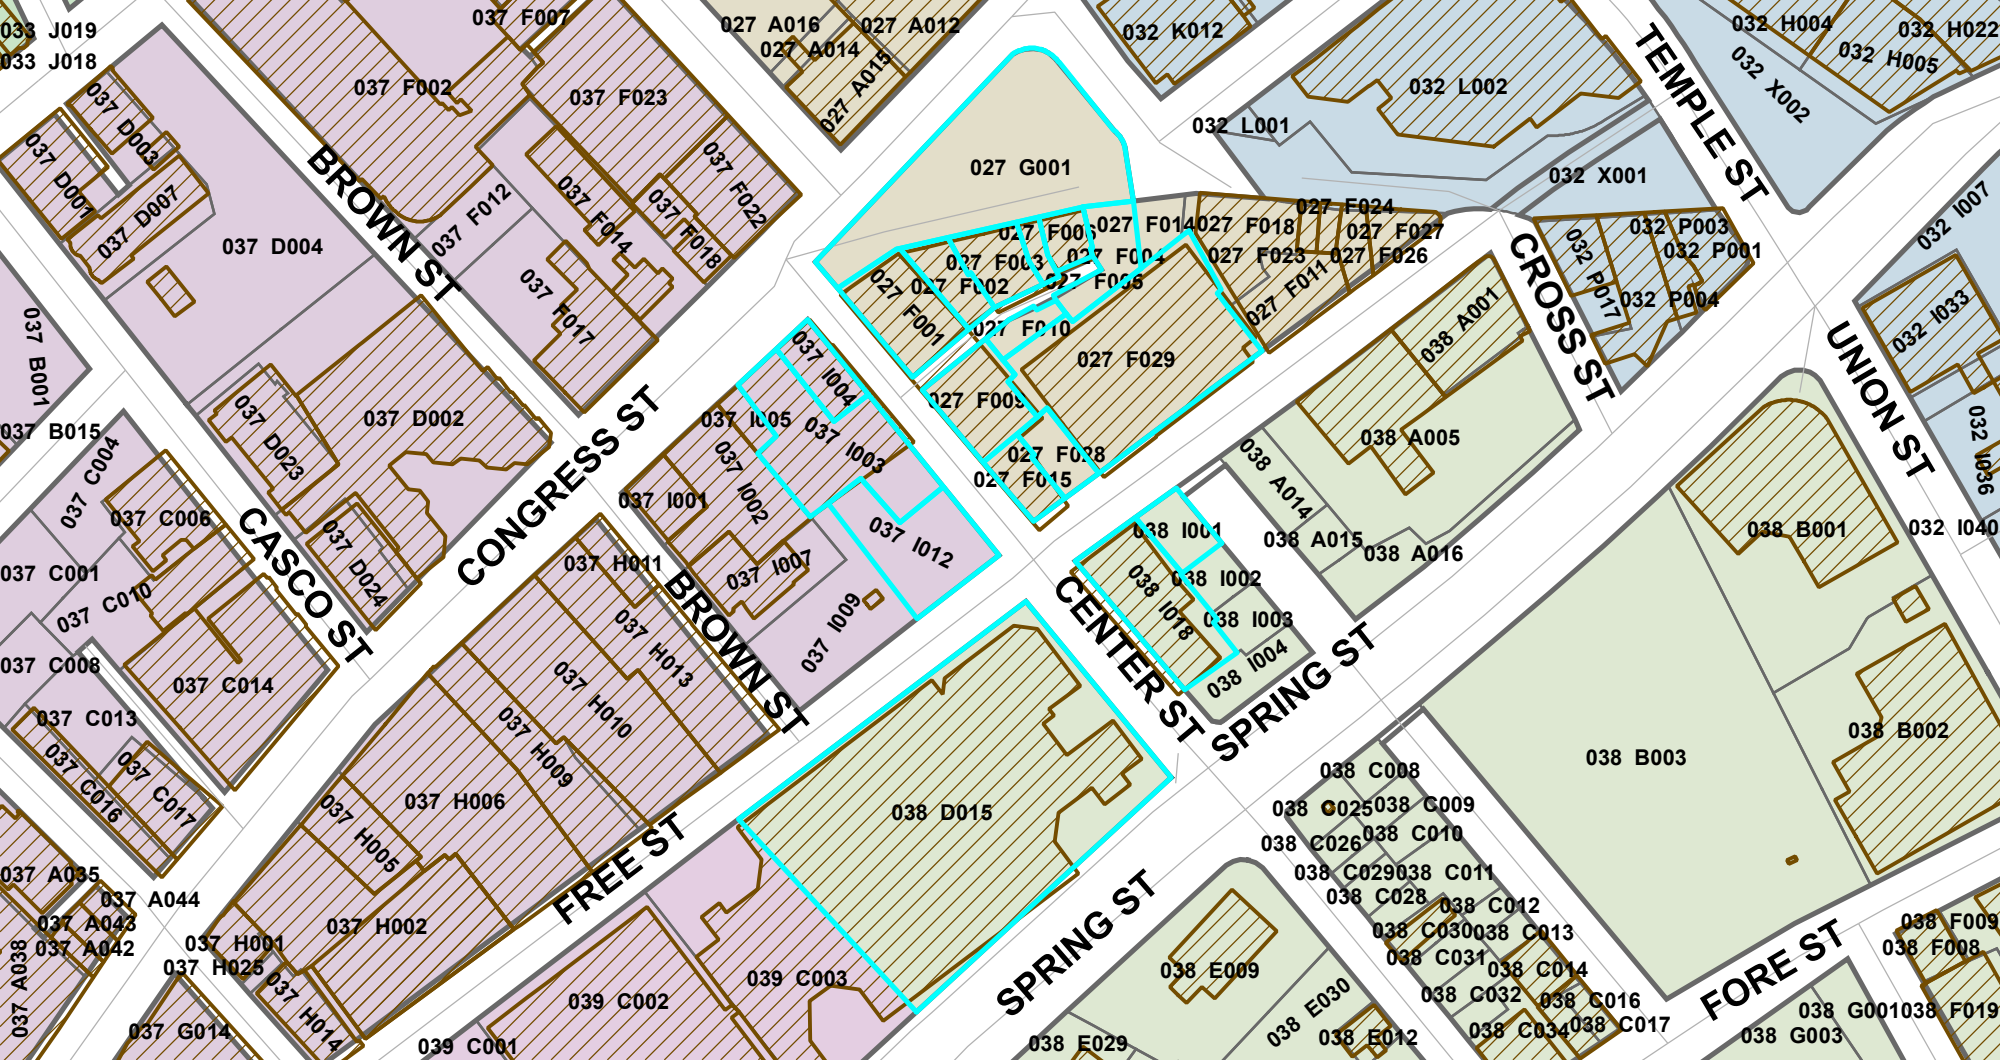 033 J019
033 J018
037 F007
027 A016
027 A012
027 A014
027 A015
032 K012
032 H004
032 H022
032 H005
032 X002
TEMPLE ST
037 D003
037 F002
037 F023
032 L002
032 L001
037 D001
037 D007
BROWN ST
037 F022
027 G001
032 X001
037 D004
037 F012
037 F014
037 F018
027 F006
027 F014
027 F018
027 F024
027 F027
027 F003
027 F004
027 F023
027 F026
032 P003
032 P001
032 I007
027 F002
027 F005
027 F011
032 P017
032 P004
CROSS ST
037 F017
027 F001
027 F010
027 F029
038 A001
032 I033
UNION ST
037 B001
037 B015
037 D023
037 D002
CONGRESS ST
037 I004
037 I005
037 I003
027 F009
027 F028
027 F015
038 A005
032 I036
037 C004
037 C006
037 I001
037 I002
038 A014
038 A015
038 A016
038 B001
032 I040
037 C001
037 C010
CASCO ST
037 D024
037 H011
037 I007
037 I012
038 I001
038 I002
038 I003
038 I018
038 I004
CENTER ST
SPRING ST
037 C008
037 C014
037 H013
BROWN ST
037 I009
037 C013
037 H010
037 H009
037 C016
037 C017
037 H006
037 H005
038 D015
038 C008
038 C025
038 C009
038 C026
038 C010
038 B003
038 B002
037 A035
037 A044
037 A043
037 A042
037 A038
FREE ST
038 C029
038 C011
038 C028
038 C012
037 H001
037 H002
037 H025
037 H014
038 C030
038 C013
038 C031
038 C014
038 C032
038 C016
038 C034
038 C017
SPRING ST
FORE ST
038 F009
038 F008
037 G014
039 C002
039 C003
039 C001
038 E009
038 E030
038 E029
038 E012
038 G001
038 F019
038 G003